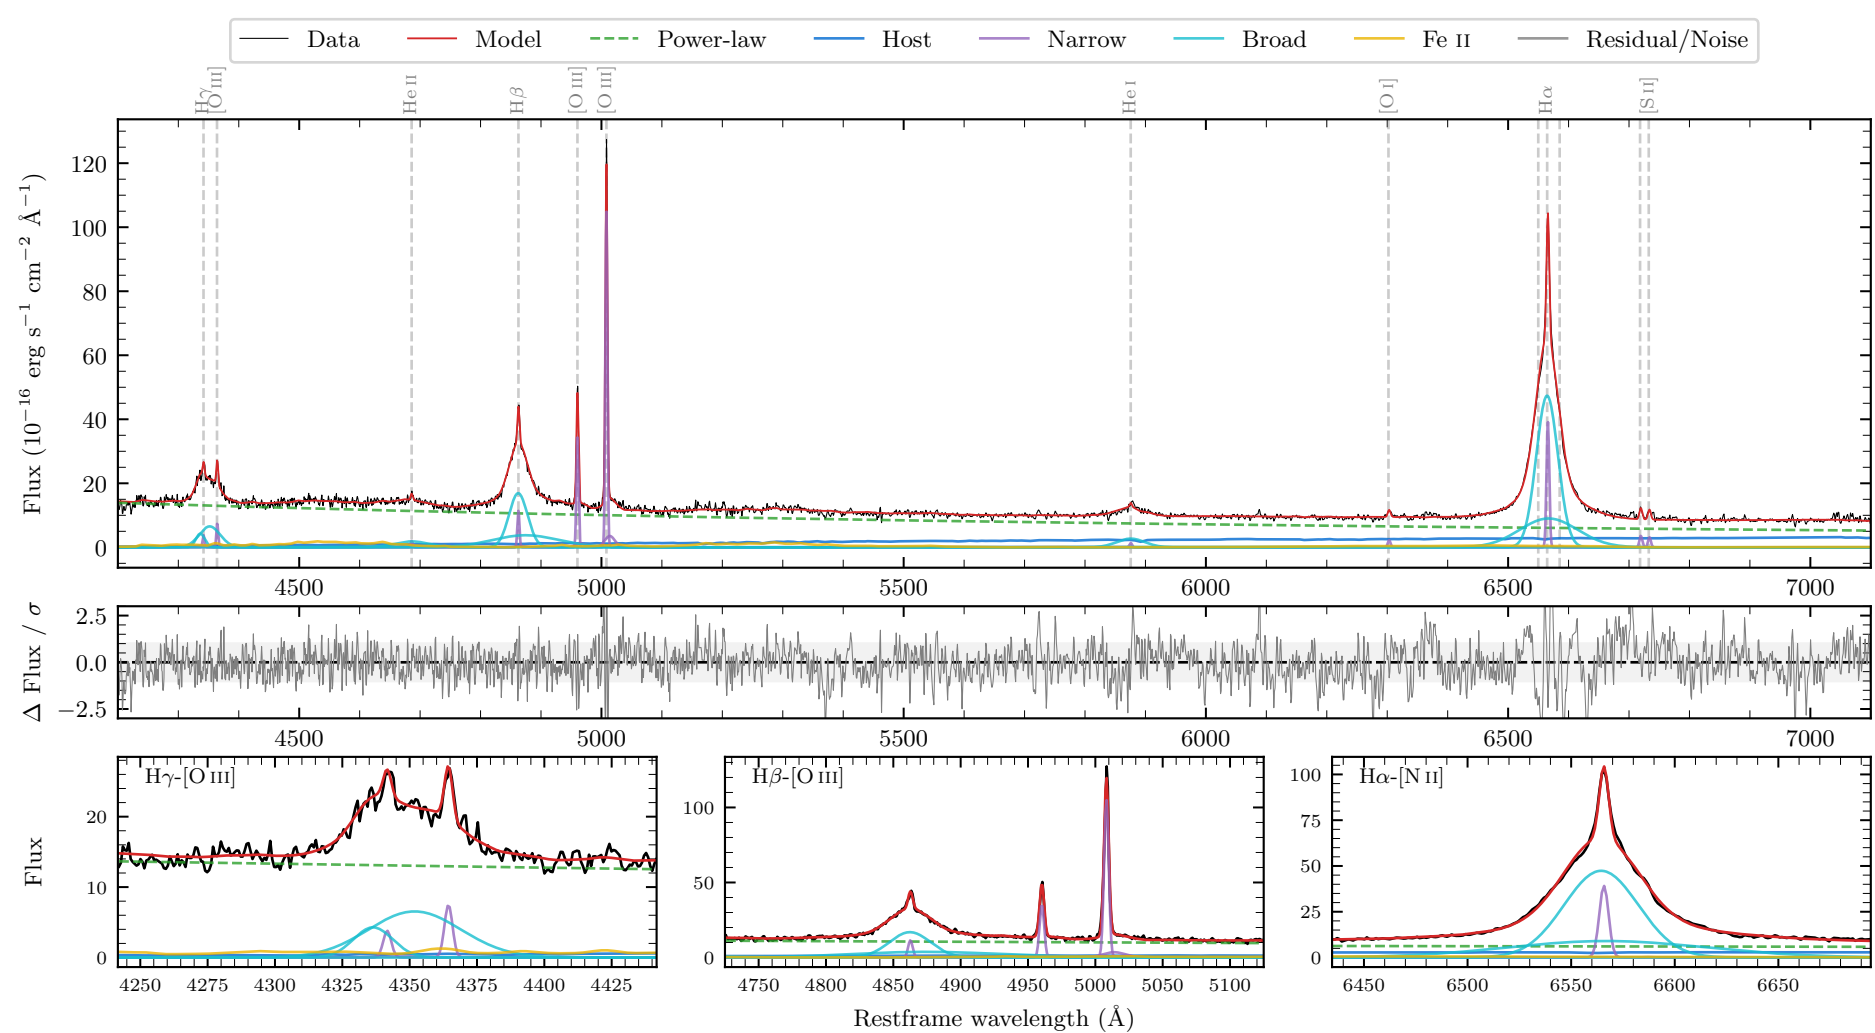 Data Model Power-law Host Narrow Broad Fe II Residual/Noise
Hγ [O III] He II Hβ [O III] [O III] He I [O I] Hα [S II]
Flux (10⁻¹⁶ erg s⁻¹ cm⁻² Å⁻¹)
120
100
80
60
40
20
0
4500 5000 5500 6000 6500 7000
Δ Flux / σ
2.5
0.0
−2.5
4500 5000 5500 6000 6500 7000
Flux
Hγ-[O III]
20
10
0
4250 4275 4300 4325 4350 4375 4400 4425
Hβ-[O III]
100
50
0
4750 4800 4850 4900 4950 5000 5050 5100
Hα-[N II]
100
75
50
25
0
6450 6500 6550 6600 6650
Restframe wavelength (Å)